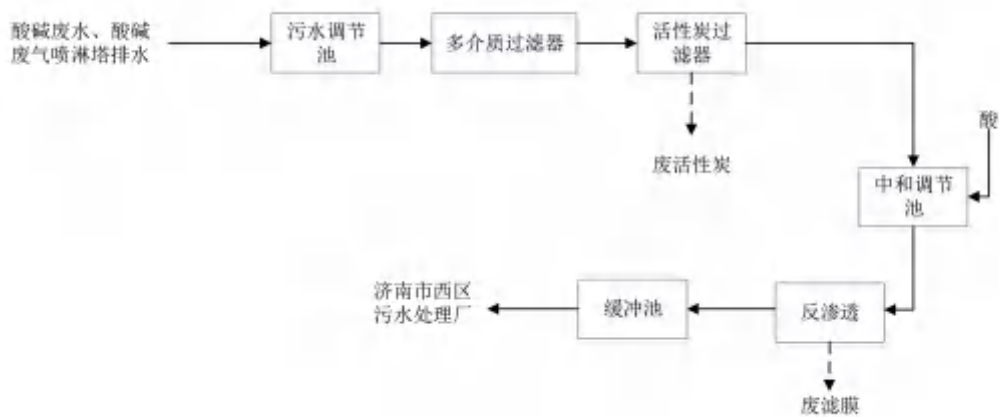 酸碱废水、酸碱
废气喷淋塔排水
污水调节
池
多介质过滤器
活性炭过
滤器
废活性炭
酸
中和调节
池
济南市西区
污水处理厂
缓冲池
反渗透
废滤膜